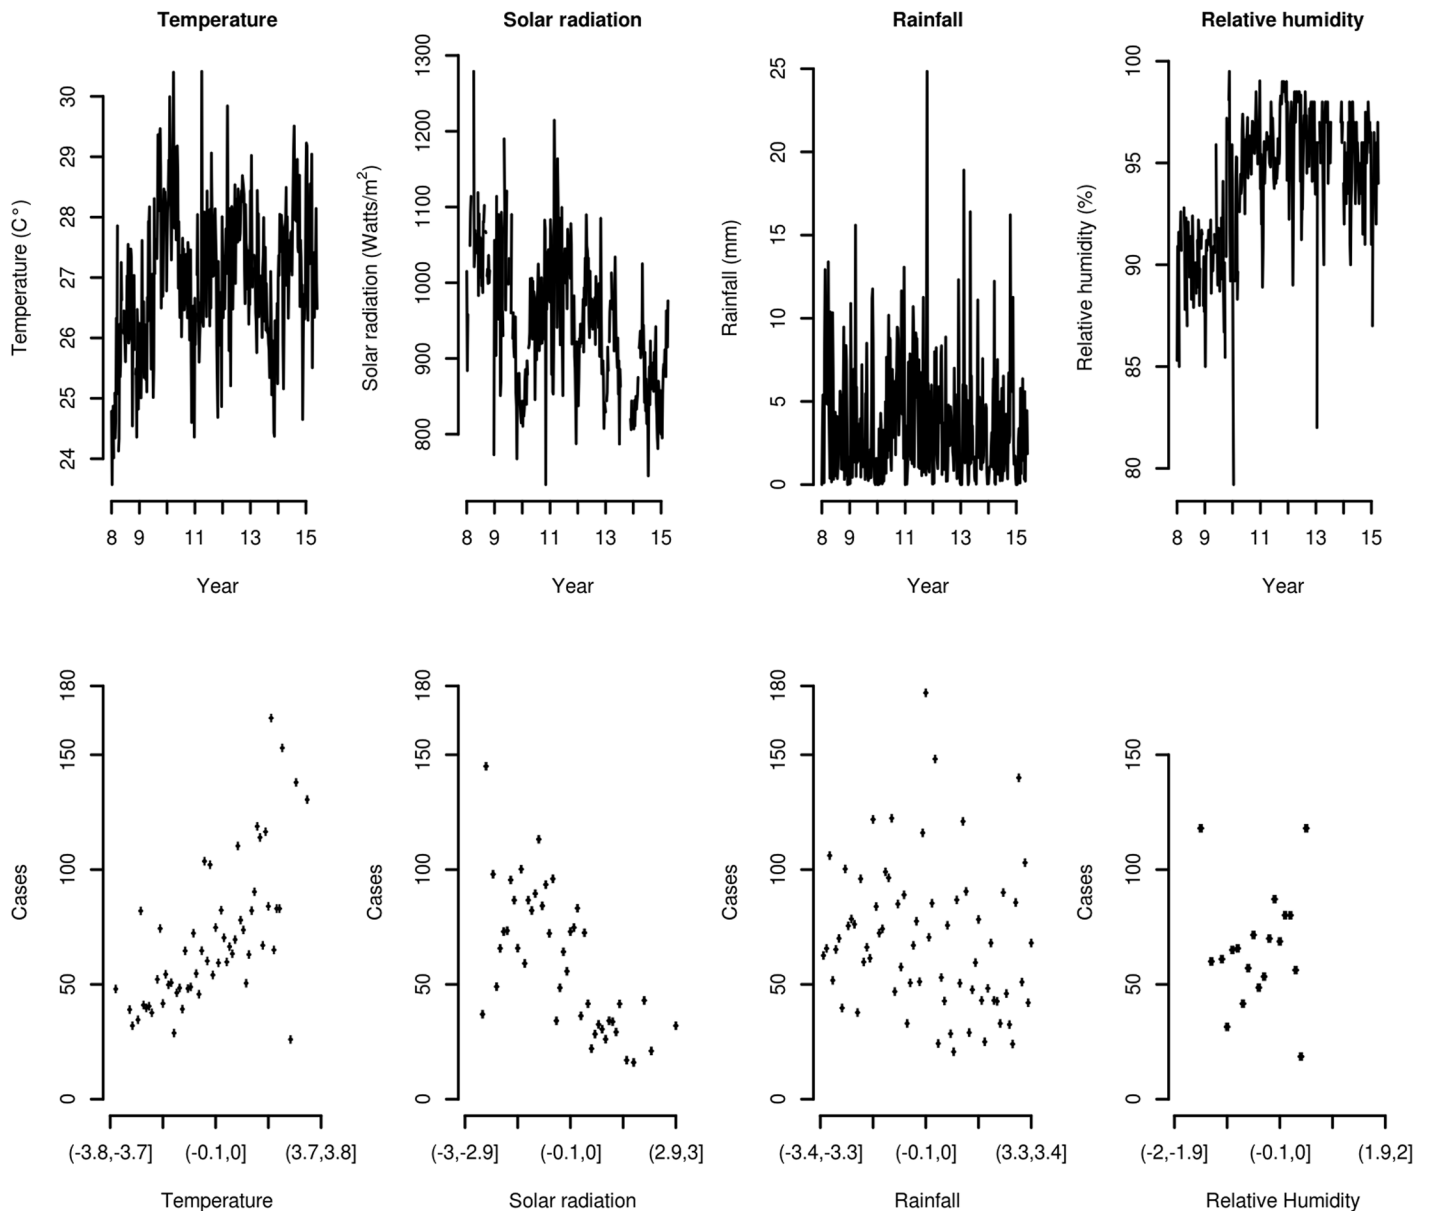 Temperature
Solar radiation
Rainfall
Relative humidity
Temperature (C°)
24
25
26
27
28
29
30
8 9 11 13 15
Year
Solar radiation (Watts/m²)
800
900
1000
1100
1200
1300
8 9 11 13 15
Year
Rainfall (mm)
0
5
10
15
20
25
8 9 11 13 15
Year
Relative humidity (%)
80
85
90
95
100
8 9 11 13 15
Year
Cases
0
50
100
150
180
(-3.8,-3.7] (-0.1,0] (3.7,3.8]
Temperature
Cases
0
50
100
150
180
(-3,-2.9] (-0.1,0] (2.9,3]
Solar radiation
Cases
0
50
100
150
180
(-3.4,-3.3] (-0.1,0] (3.3,3.4]
Rainfall
Cases
0
50
100
150
(-2,-1.9] (-0.1,0] (1.9,2]
Relative Humidity